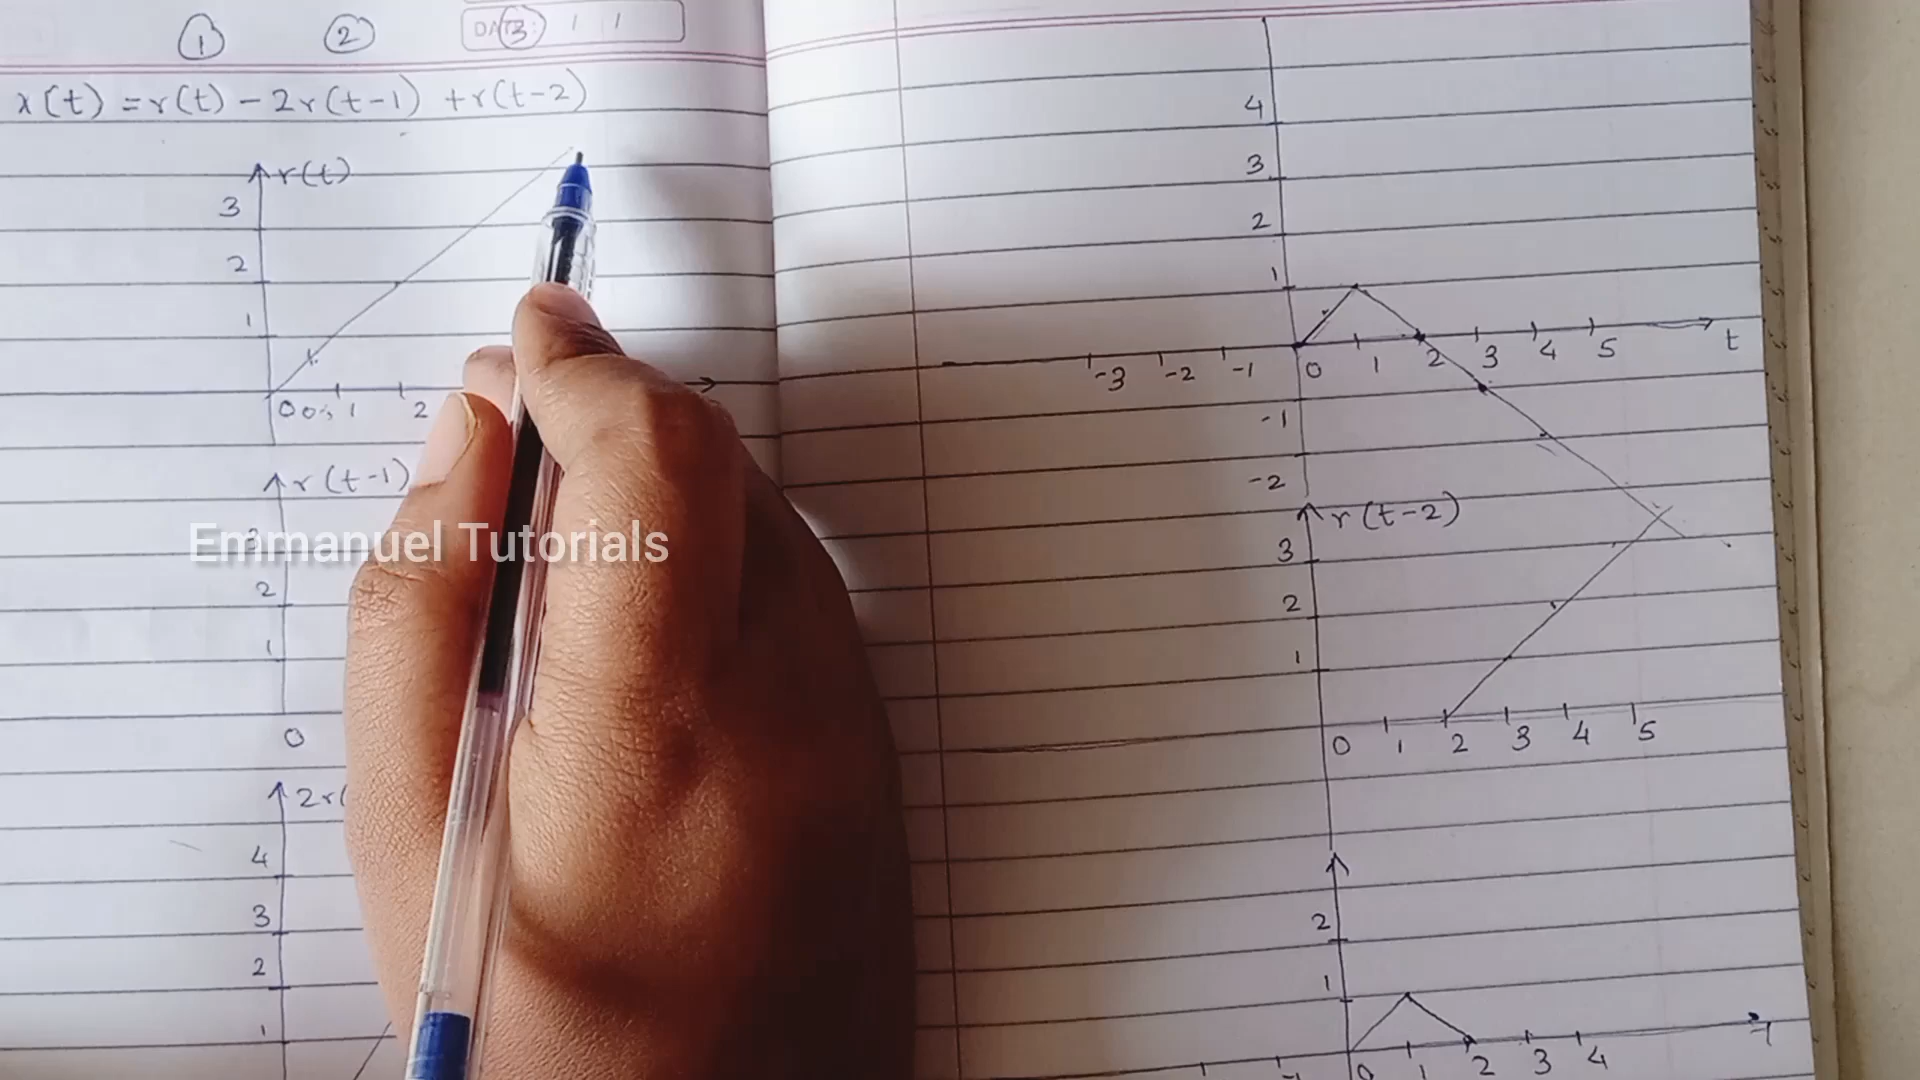 1 2 3
DATE: / /
x(t) = r(t) - 2r(t-1) + r(t-2)
r(t)
3
2
1
0 0.5 1 2
r(t-1)
3
2
1
0
2r(
4
3
2
1
Emmanuel Tutorials
4
3
2
1
-3 -2 -1 0 1 2 3 4 5 t
-1
-2
r(t-2)
3
2
1
0 1 2 3 4 5
2
1
-1 0 1 2 3 4